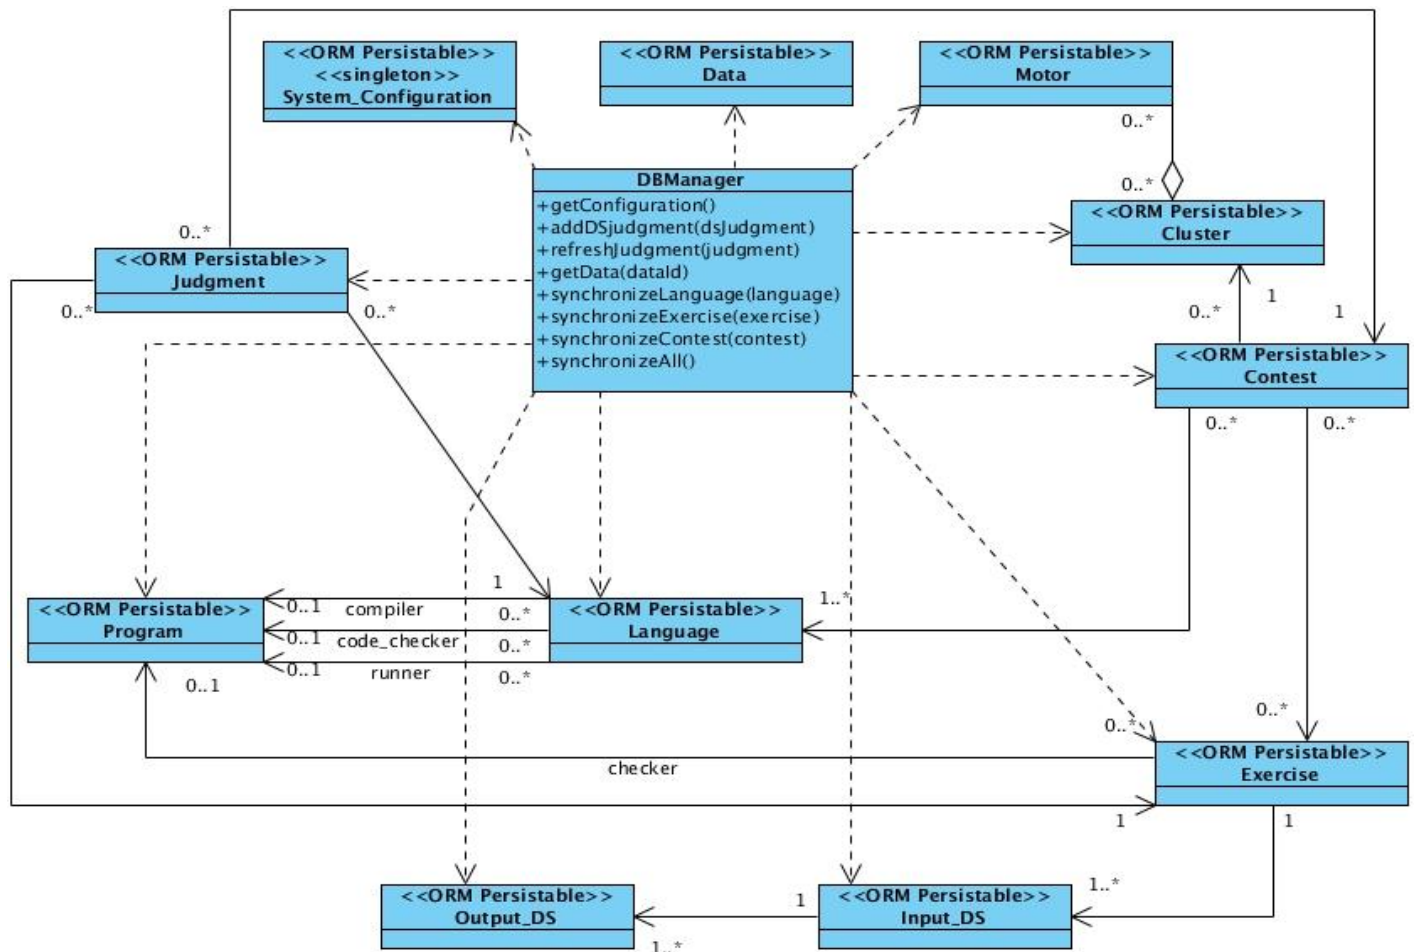 <<ORM Persistable>>
<<singleton>>
System_Configuration
<<ORM Persistable>>
Data
<<ORM Persistable>>
Motor
0..*
0..*
DBManager
+getConfiguration()
+addDSjudgment(dsJudgment)
+refreshJudgment(judgment)
+getData(dataId)
+synchronizeLanguage(language)
+synchronizeExercise(exercise)
+synchronizeContest(contest)
+synchronizeAll()
<<ORM Persistable>>
Cluster
0..*
<<ORM Persistable>>
Judgment
0..*
0..*
1
0..*
1
<<ORM Persistable>>
Contest
0..*
0..*
1
<<ORM Persistable>>
Program
0..1
compiler
0..*
0..1
code_checker
0..*
0..1
runner
0..*
0..1
<<ORM Persistable>>
Language
1..*
0..*
0..*
checker
<<ORM Persistable>>
Exercise
1
1
<<ORM Persistable>>
Output_DS
1
1..*
<<ORM Persistable>>
Input_DS
1..*